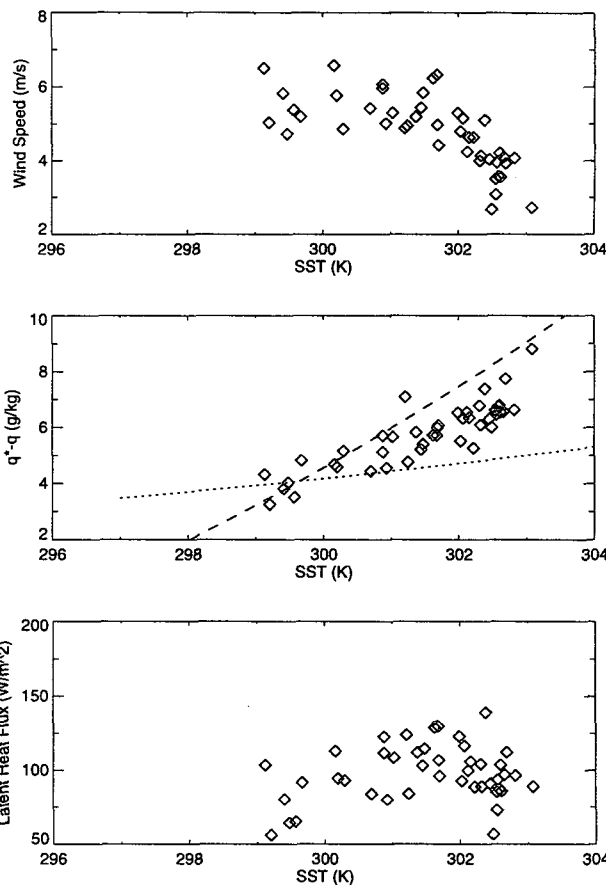 8
6
4
2
Wind Speed (m/s)
296 298 300 302 304
SST (K)
10
8
6
4
2
q*-q (g/kg)
296 298 300 302 304
SST (K)
200
150
100
50
Latent Heat Flux (W/m^2)
296 298 300 302 304
SST (K)